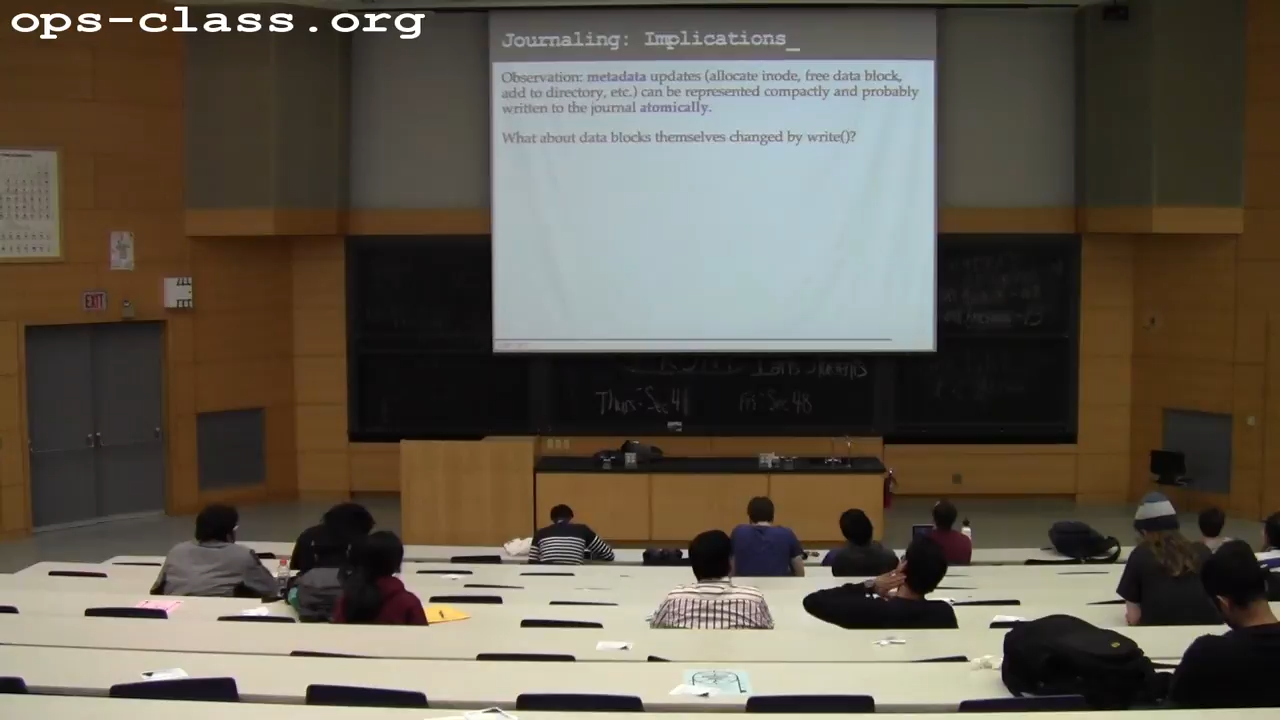 ops-class.org
Journaling: Implications_
Observation: metadata updates (allocate inode, free data block,
add to directory, etc.) can be represented compactly and probably
written to the journal atomically.
What about data blocks themselves changed by write()?
EXIT
Thurs-Sec 41
Fri-Sec 48